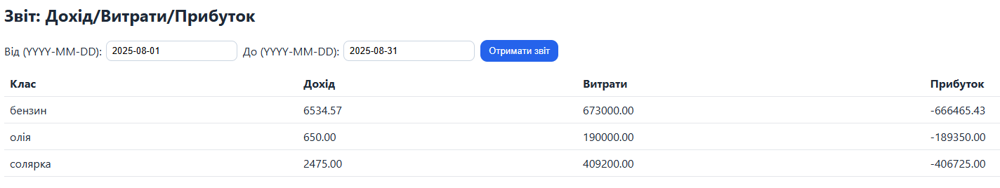 Звіт: Дохід/Витрати/Прибуток
Від (YYYY-MM-DD): 2025-08-01 До (YYYY-MM-DD): 2025-08-31 Отримати звіт
Клас Дохід Витрати Прибуток
бензин 6534.57 673000.00 -666465.43
олія 650.00 190000.00 -189350.00
солярка 2475.00 409200.00 -406725.00